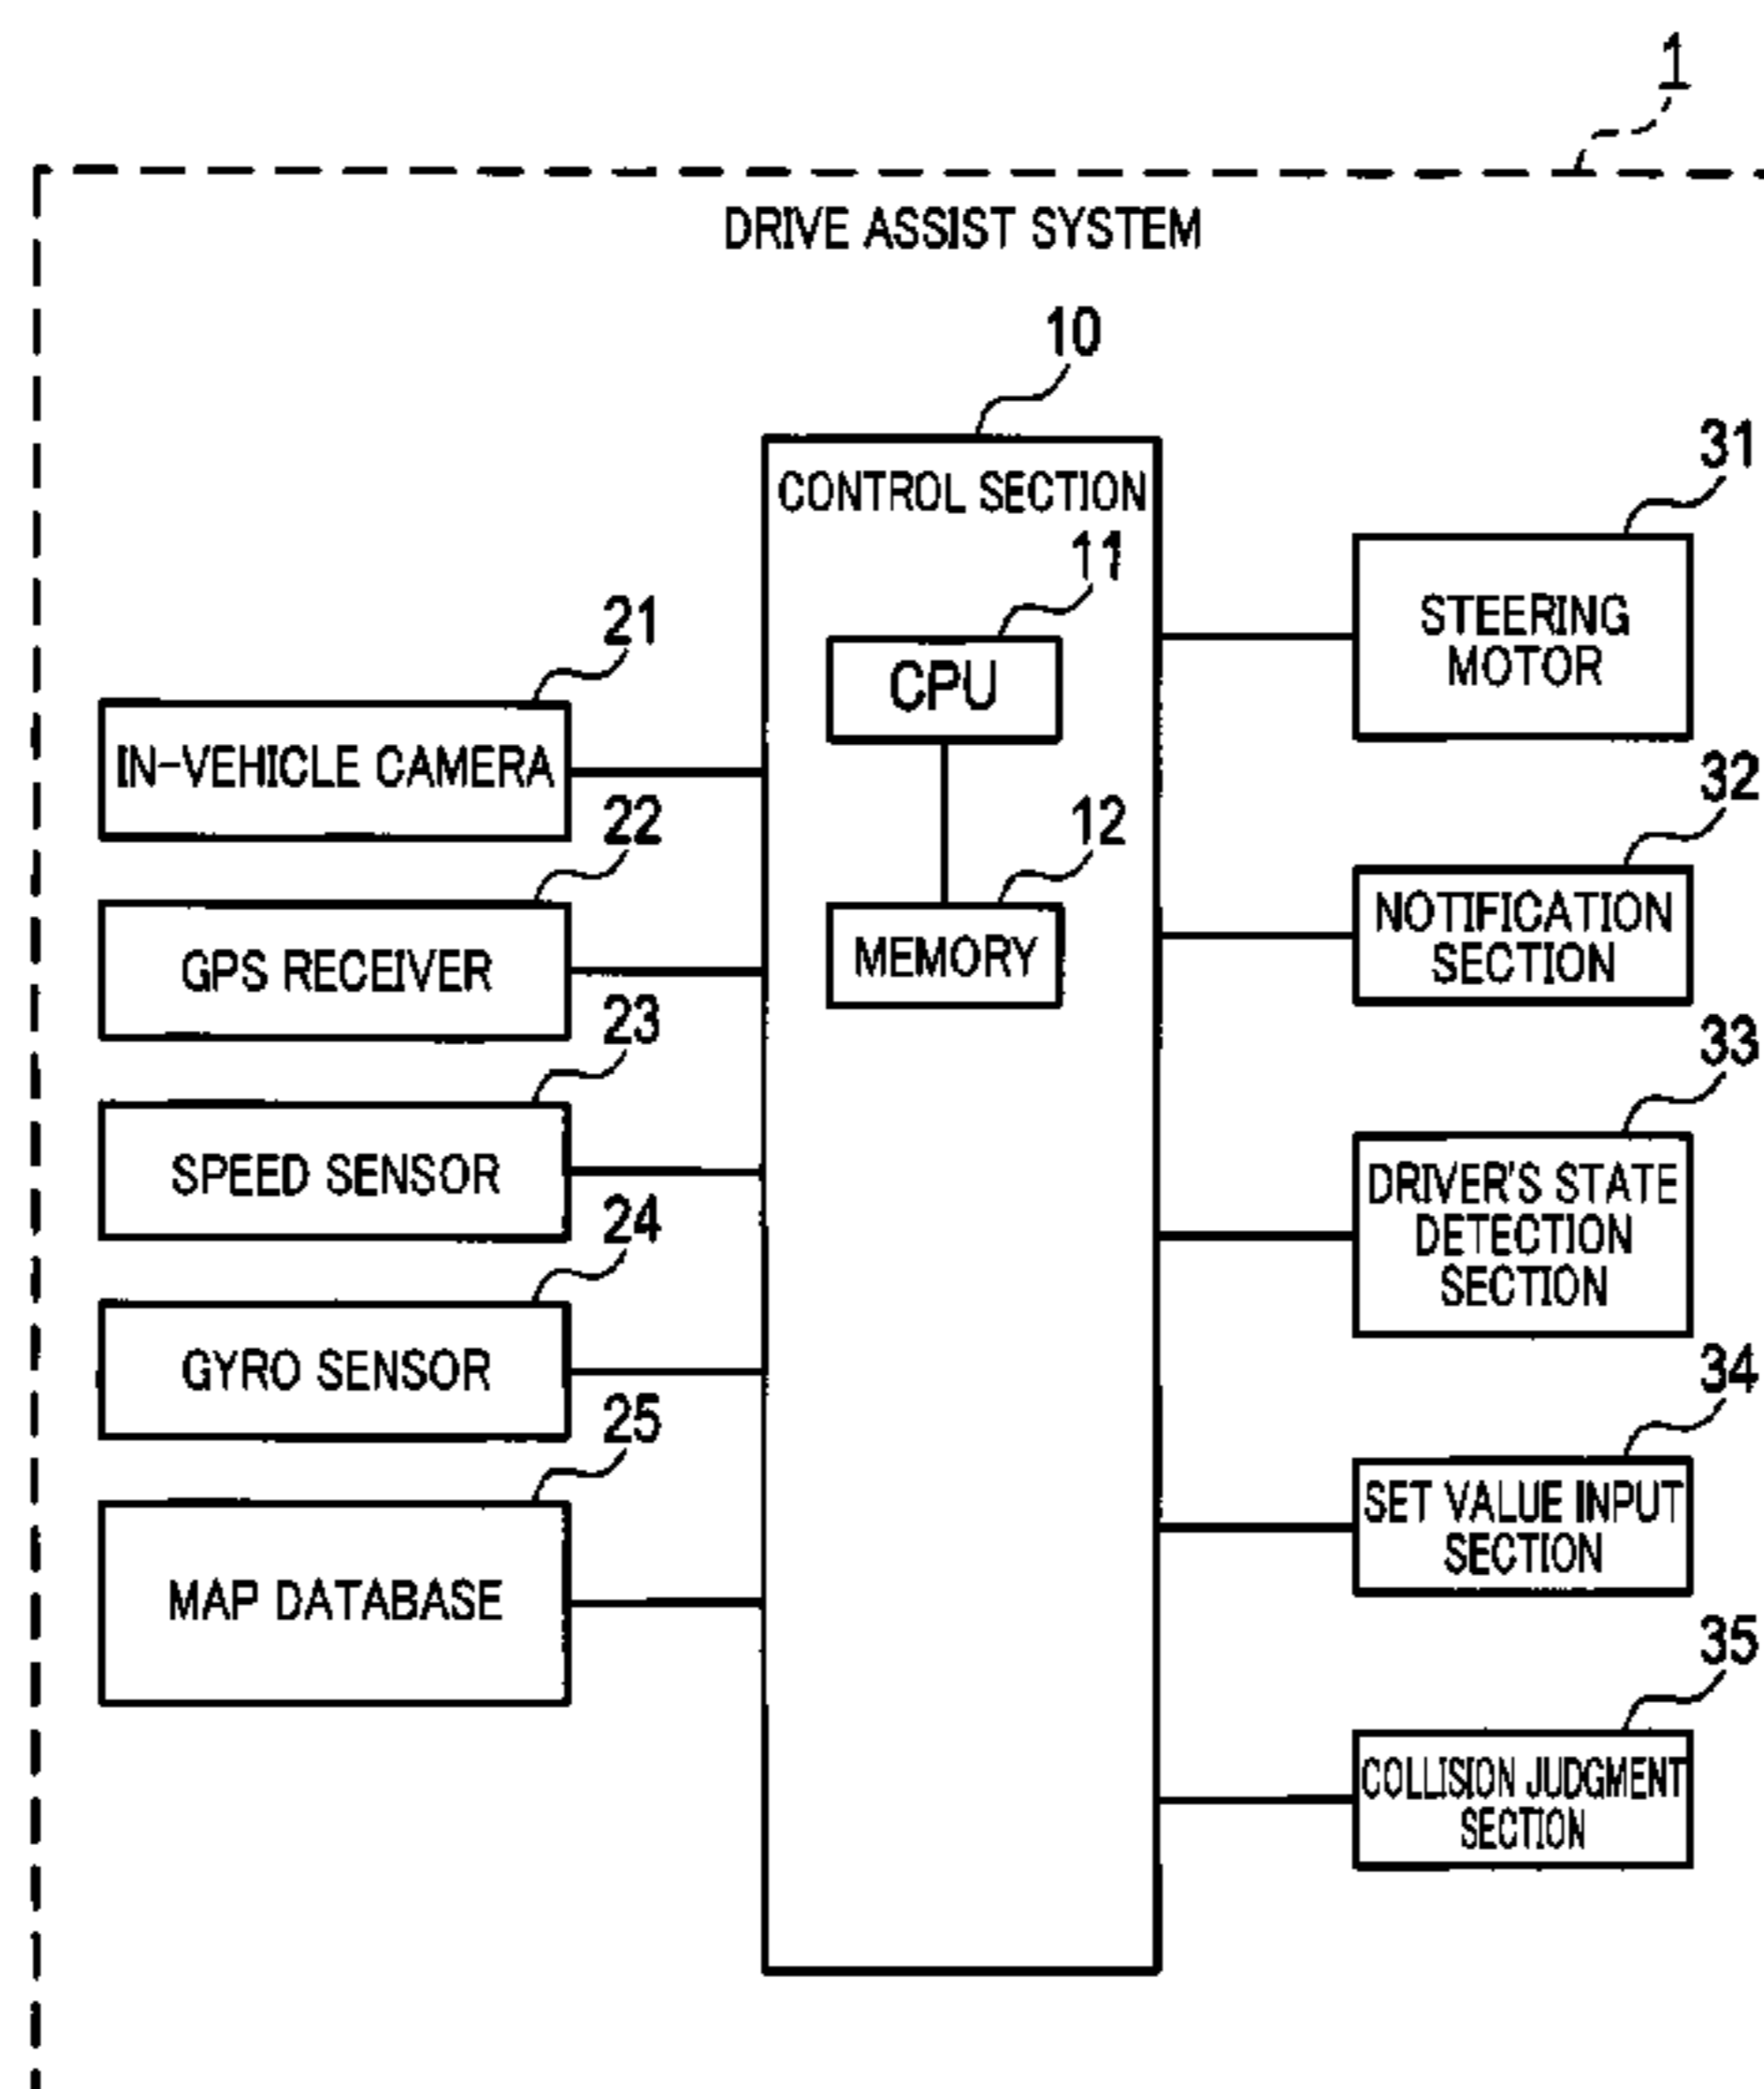 1
DRIVE ASSIST SYSTEM
10
CONTROL SECTION
11
CPU
12
MEMORY
21
IN-VEHICLE CAMERA
22
GPS RECEIVER
23
SPEED SENSOR
24
GYRO SENSOR
25
MAP DATABASE
31
STEERING
MOTOR
32
NOTIFICATION
SECTION
33
DRIVER'S STATE
DETECTION
SECTION
34
SET VALUE INPUT
SECTION
35
COLLISION JUDGMENT
SECTION